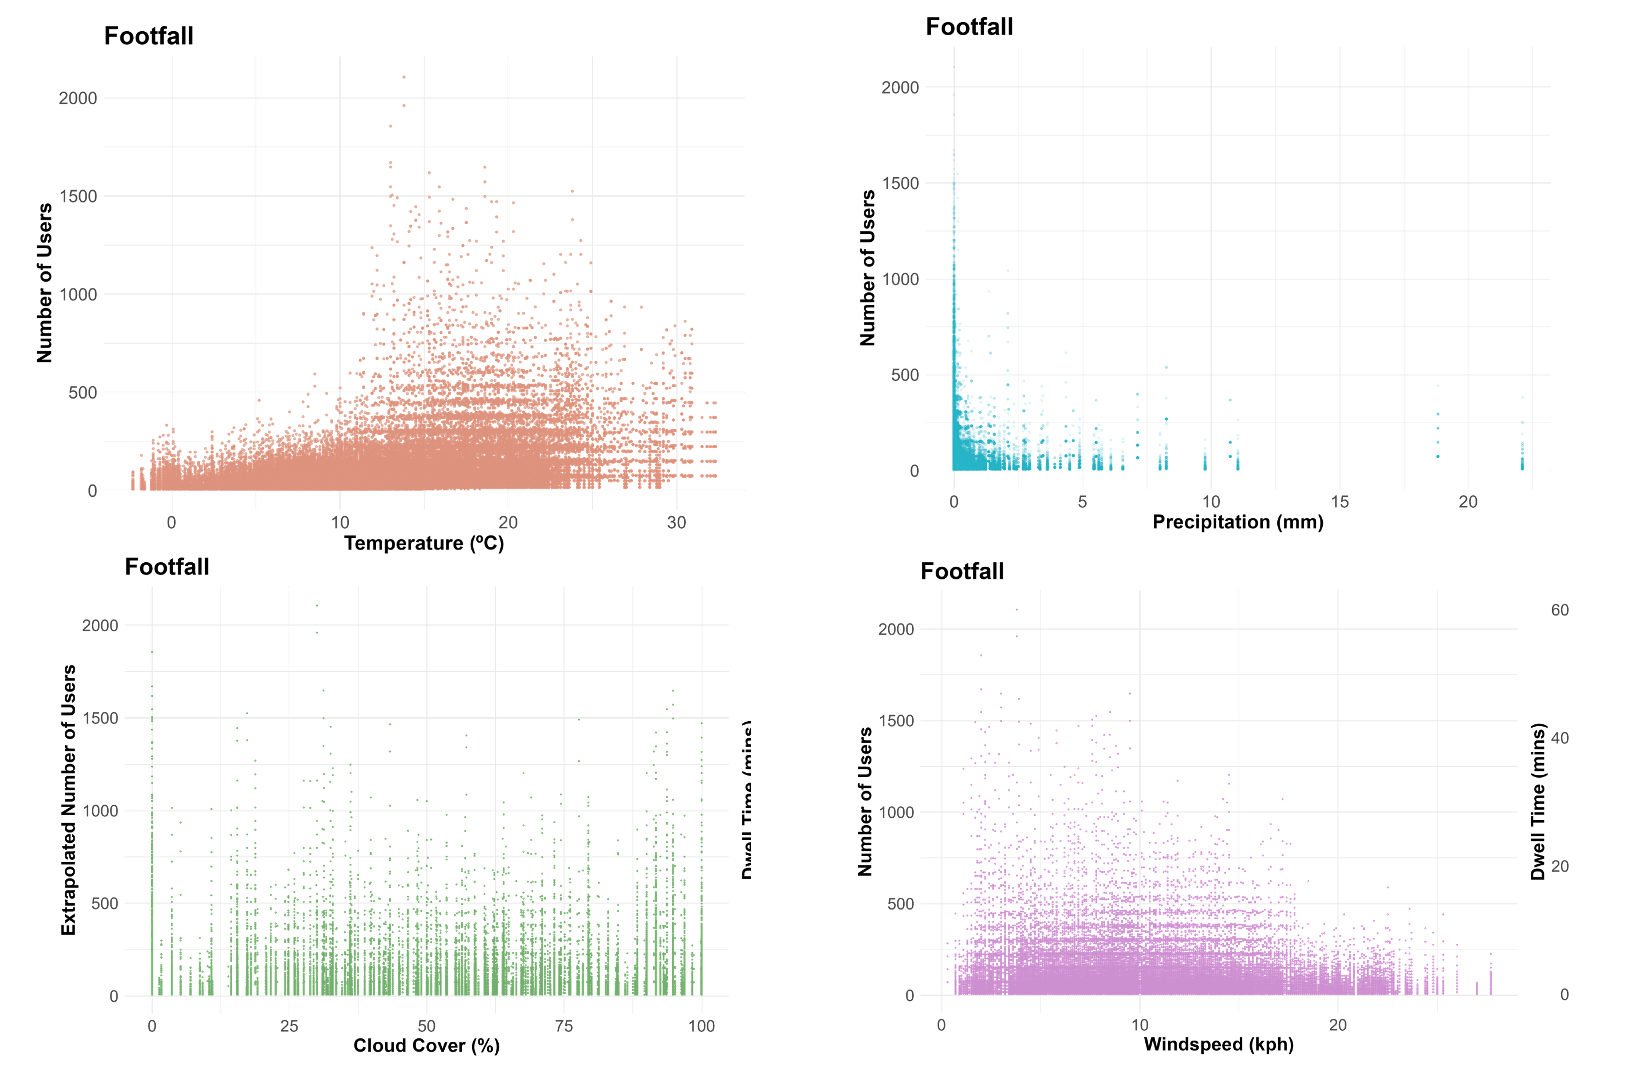 Footfall
Number of Users
2000
1500
1000
500
0
0 10 20 30
Temperature (ºC)
Footfall
Number of Users
2000
1500
1000
500
0
0 5 10 15 20
Precipitation (mm)
Footfall
Extrapolated Number of Users
2000
1500
1000
500
0
0 25 50 75 100
Cloud Cover (%)
Dwell Time (mins)
Footfall
Number of Users
2000
1500
1000
500
0
0 10 20
Windspeed (kph)
Dwell Time (mins)
60
40
20
0